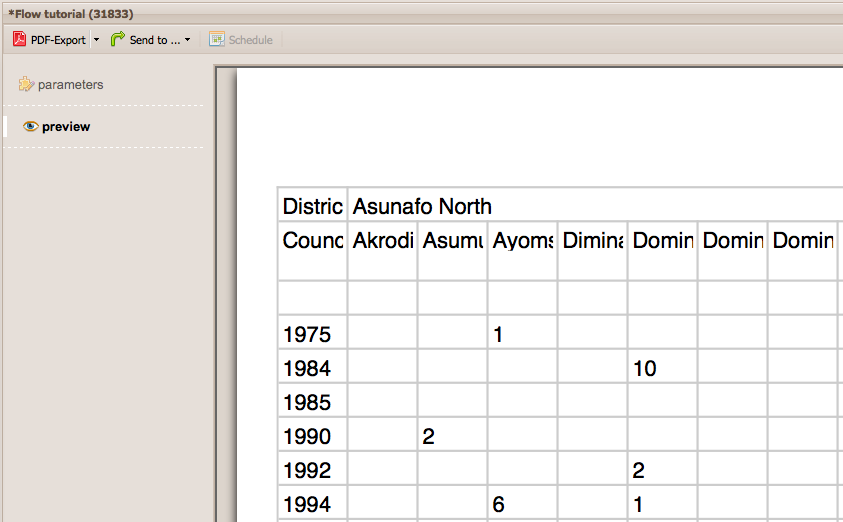 *Flow tutorial (31833)
PDF-Export Send to ... Schedule
parameters
preview
Distric Asunafo North
Counc Akrodi Asumu Ayoms Dimina Domin Domin Domin
1975 1
1984 10
1985
1990 2
1992 2
1994 6 1